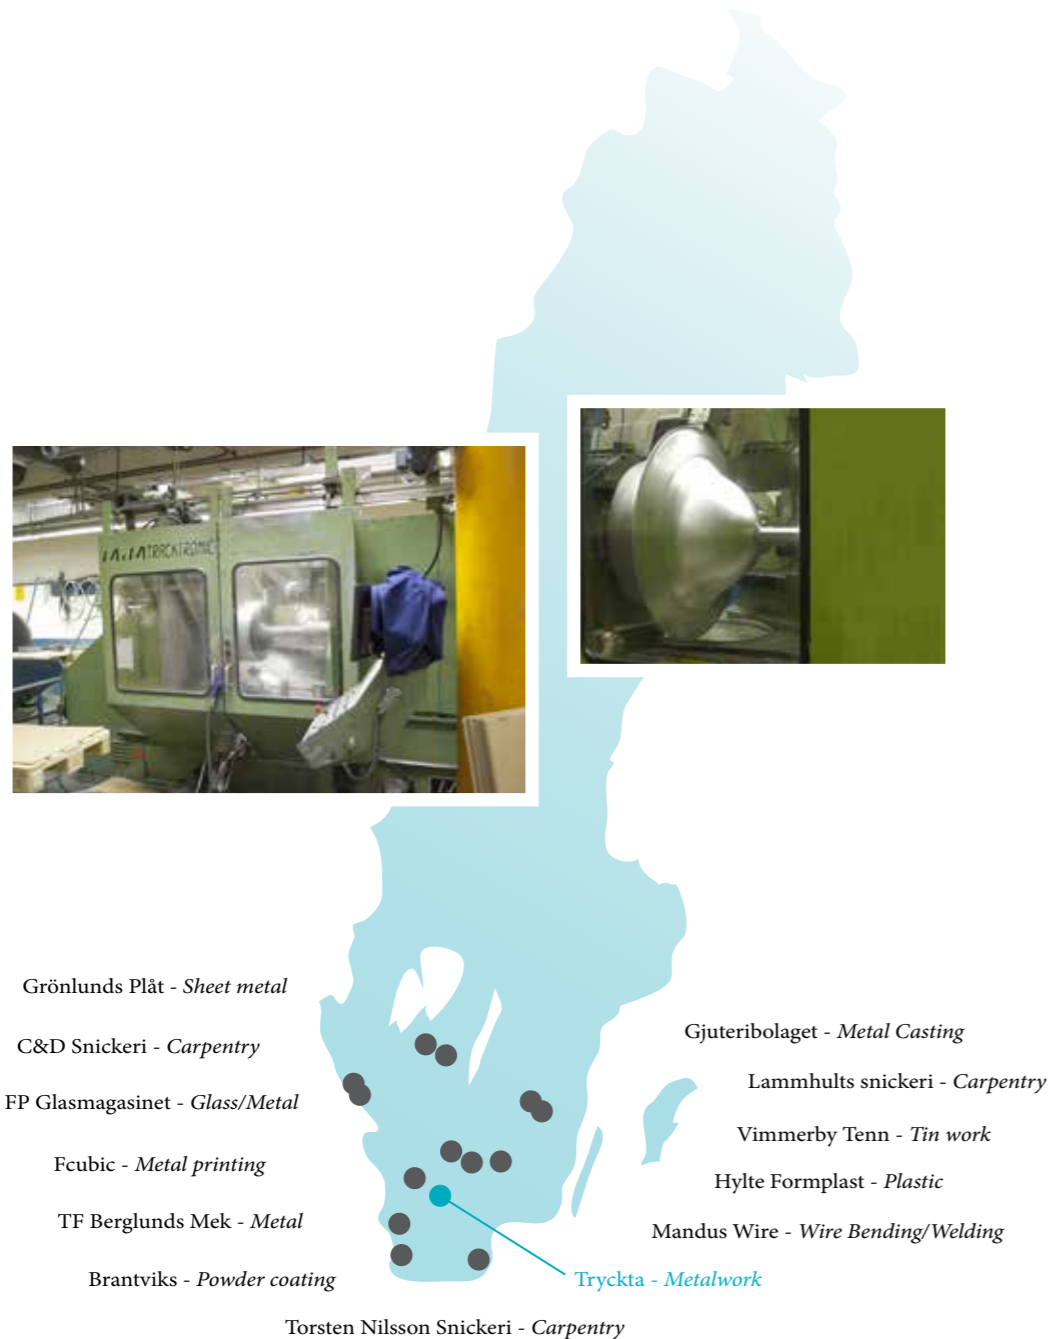 TRACKTRONIC
Grönlunds Plåt - Sheet metal
C&D Snickeri - Carpentry
FP Glasmagasinet - Glass/Metal
Fcubic - Metal printing
TF Berglunds Mek - Metal
Brantviks - Powder coating
Torsten Nilsson Snickeri - Carpentry
Gjuteribolaget - Metal Casting
Lammhults snickeri - Carpentry
Vimmerby Tenn - Tin work
Hylte Formplast - Plastic
Mandus Wire - Wire Bending/Welding
Tryckta - Metalwork